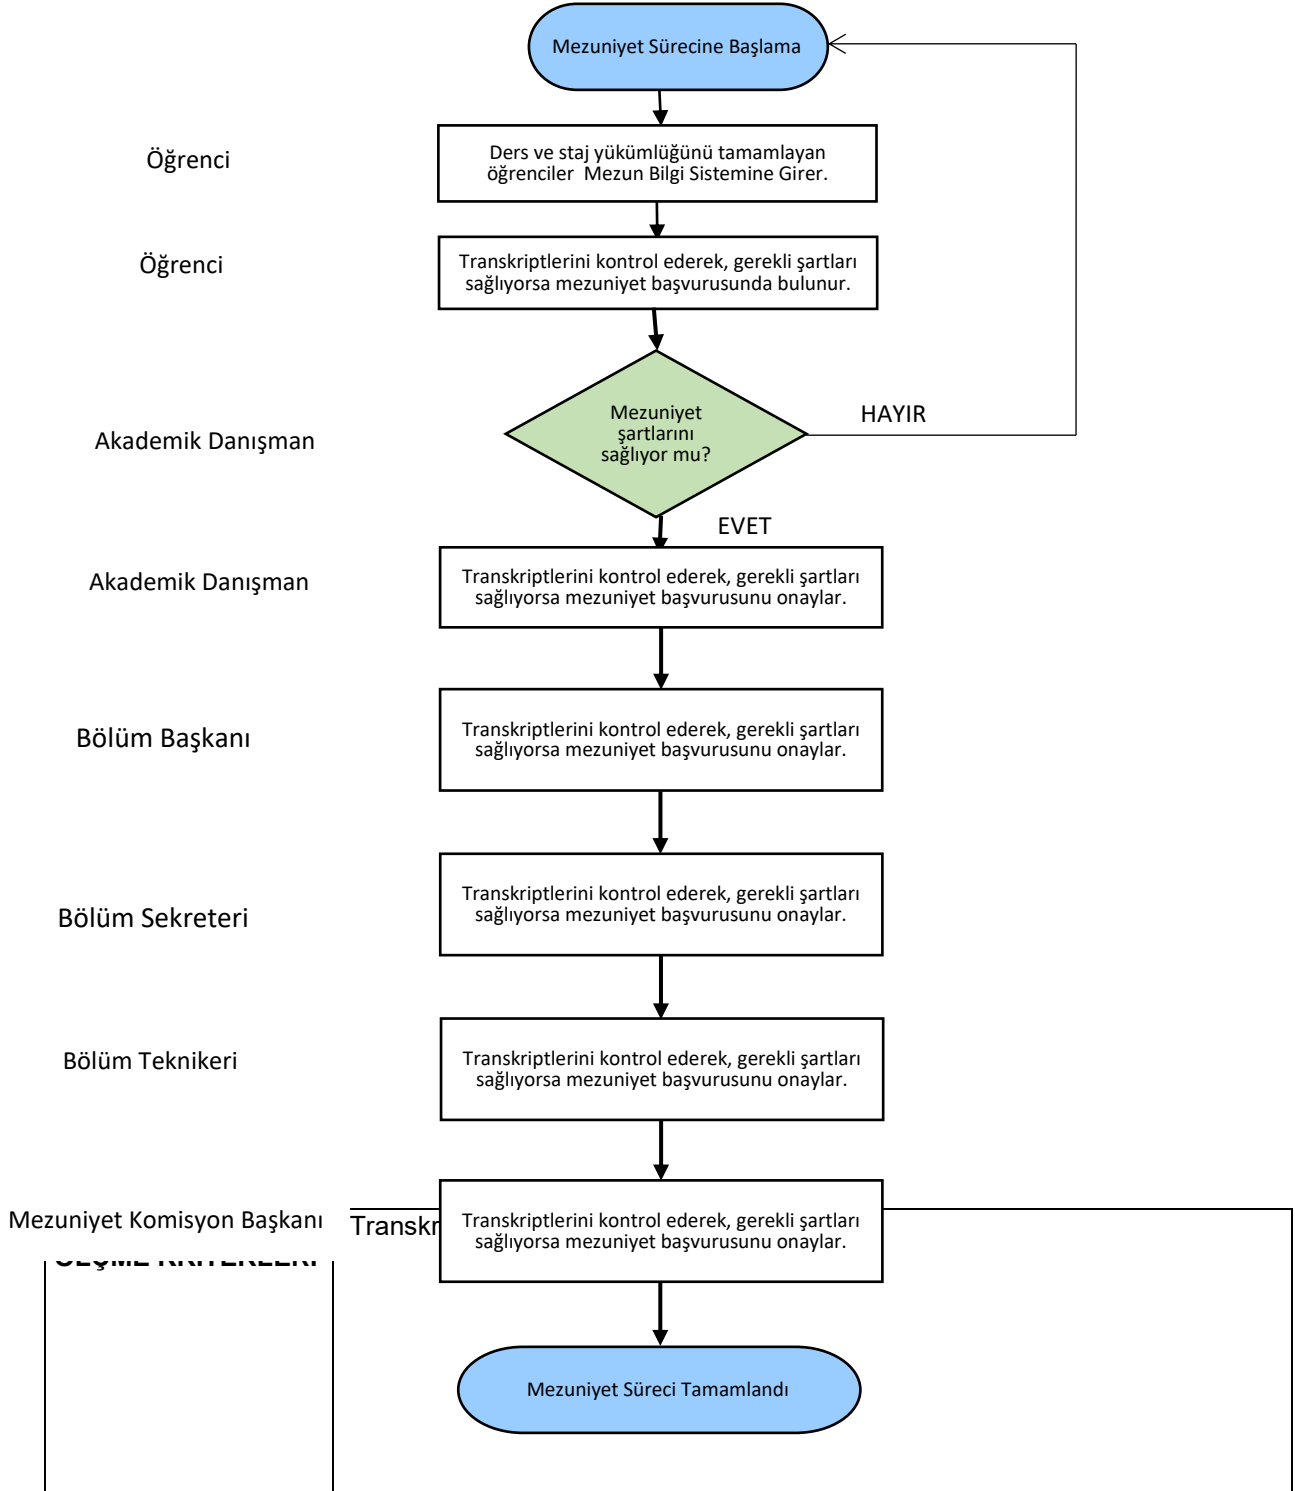 Mezuniyet Sürecine Başlama
Öğrenci
Ders ve staj yükümlüğünü tamamlayan
öğrenciler Mezun Bilgi Sistemine Girer.
Öğrenci
Transkriptlerini kontrol ederek, gerekli şartları
sağlıyorsa mezuniyet başvurusunda bulunur.
Akademik Danışman
Mezuniyet
şartlarını
sağlıyor mu?
HAYIR
EVET
Akademik Danışman
Transkriptlerini kontrol ederek, gerekli şartları
sağlıyorsa mezuniyet başvurusunu onaylar.
Bölüm Başkanı
Transkriptlerini kontrol ederek, gerekli şartları
sağlıyorsa mezuniyet başvurusunu onaylar.
Bölüm Sekreteri
Transkriptlerini kontrol ederek, gerekli şartları
sağlıyorsa mezuniyet başvurusunu onaylar.
Bölüm Teknikeri
Transkriptlerini kontrol ederek, gerekli şartları
sağlıyorsa mezuniyet başvurusunu onaylar.
Mezuniyet Komisyon Başkanı
Transkr
Transkriptlerini kontrol ederek, gerekli şartları
sağlıyorsa mezuniyet başvurusunu onaylar.
Mezuniyet Süreci Tamamlandı